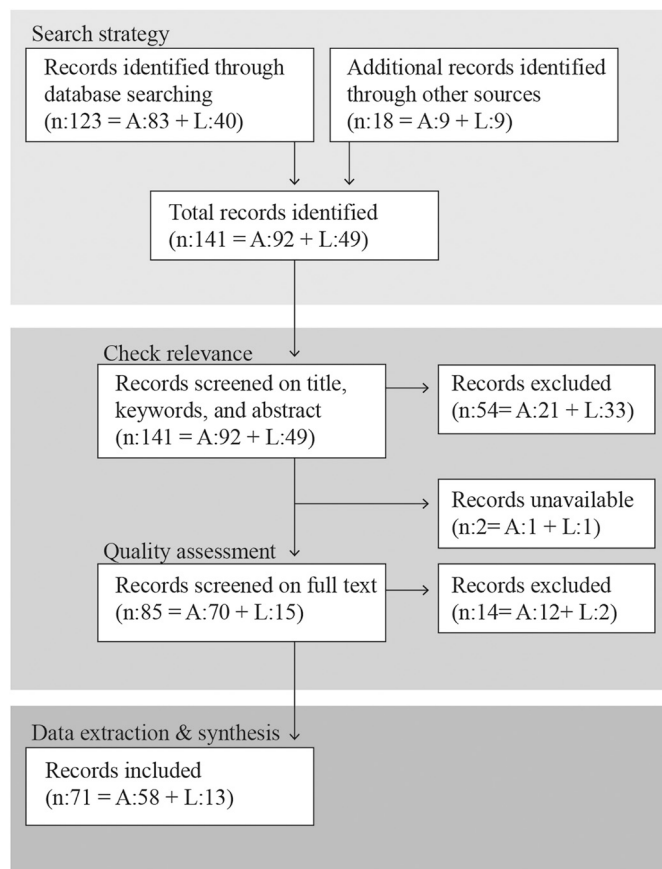 Search strategy
Records identified through
database searching
(n:123 = A:83 + L:40)
Additional records identified
through other sources
(n:18 = A:9 + L:9)
Total records identified
(n:141 = A:92 + L:49)
Check relevance
Records screened on title,
keywords, and abstract
(n:141 = A:92 + L:49)
Records excluded
(n:54= A:21 + L:33)
Records unavailable
(n:2= A:1 + L:1)
Quality assessment
Records screened on full text
(n:85 = A:70 + L:15)
Records excluded
(n:14= A:12+ L:2)
Data extraction & synthesis
Records included
(n:71 = A:58 + L:13)